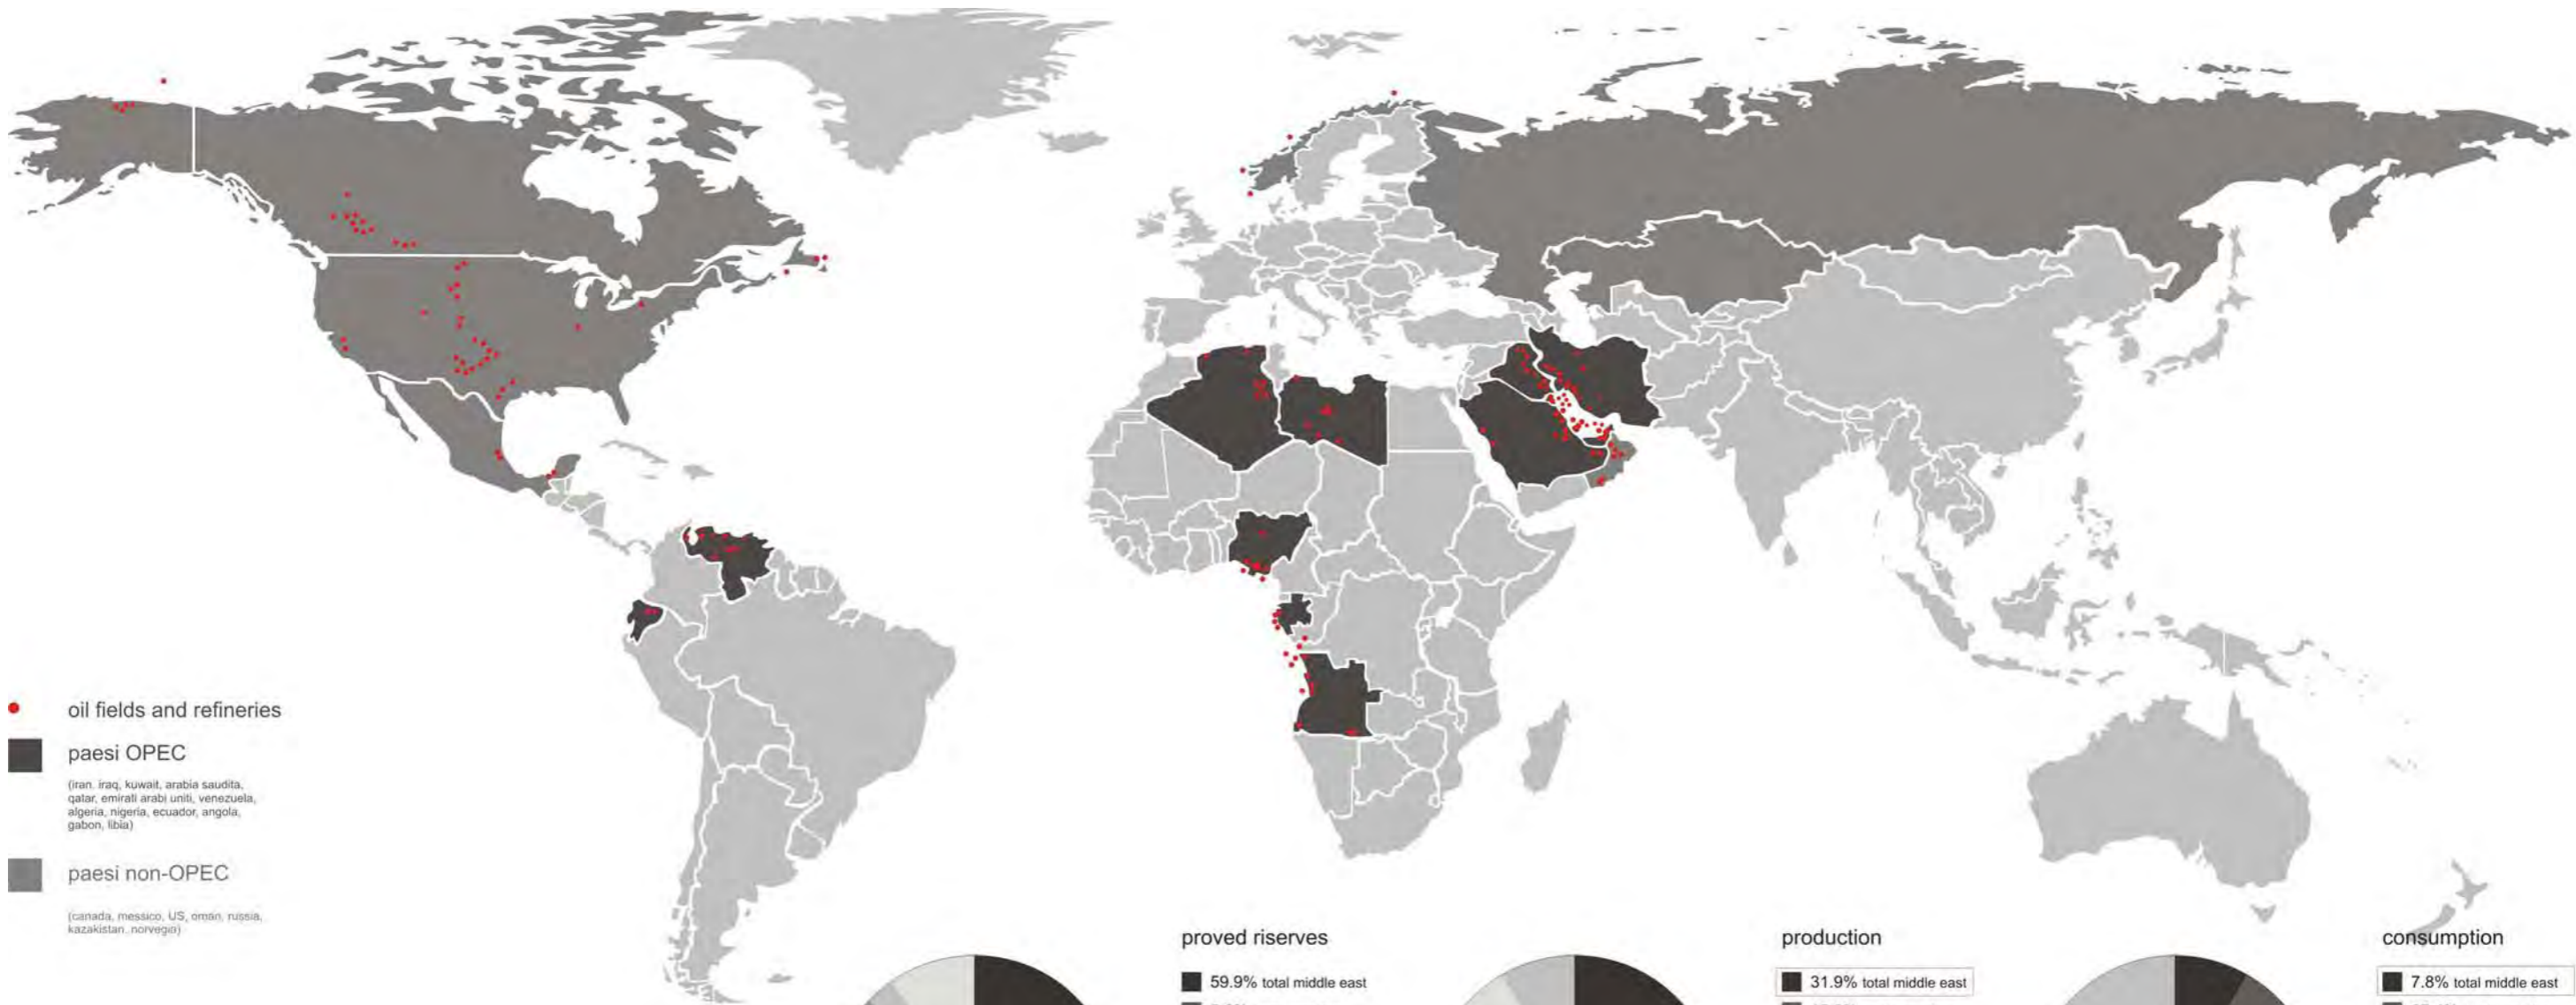 oil fields and refineries
paesi OPEC
(iran, iraq, kuwait, arabia saudita,
qatar, emirati arabi uniti, venezuela,
algeria, nigeria, ecuador, angola,
gabon, libia)
paesi non-OPEC
(canada, messico, US, oman, russia,
kazakistan, norvegia)
proved riserves
59.9% total middle east
production
31.9% total middle east
consumption
7.8% total middle east